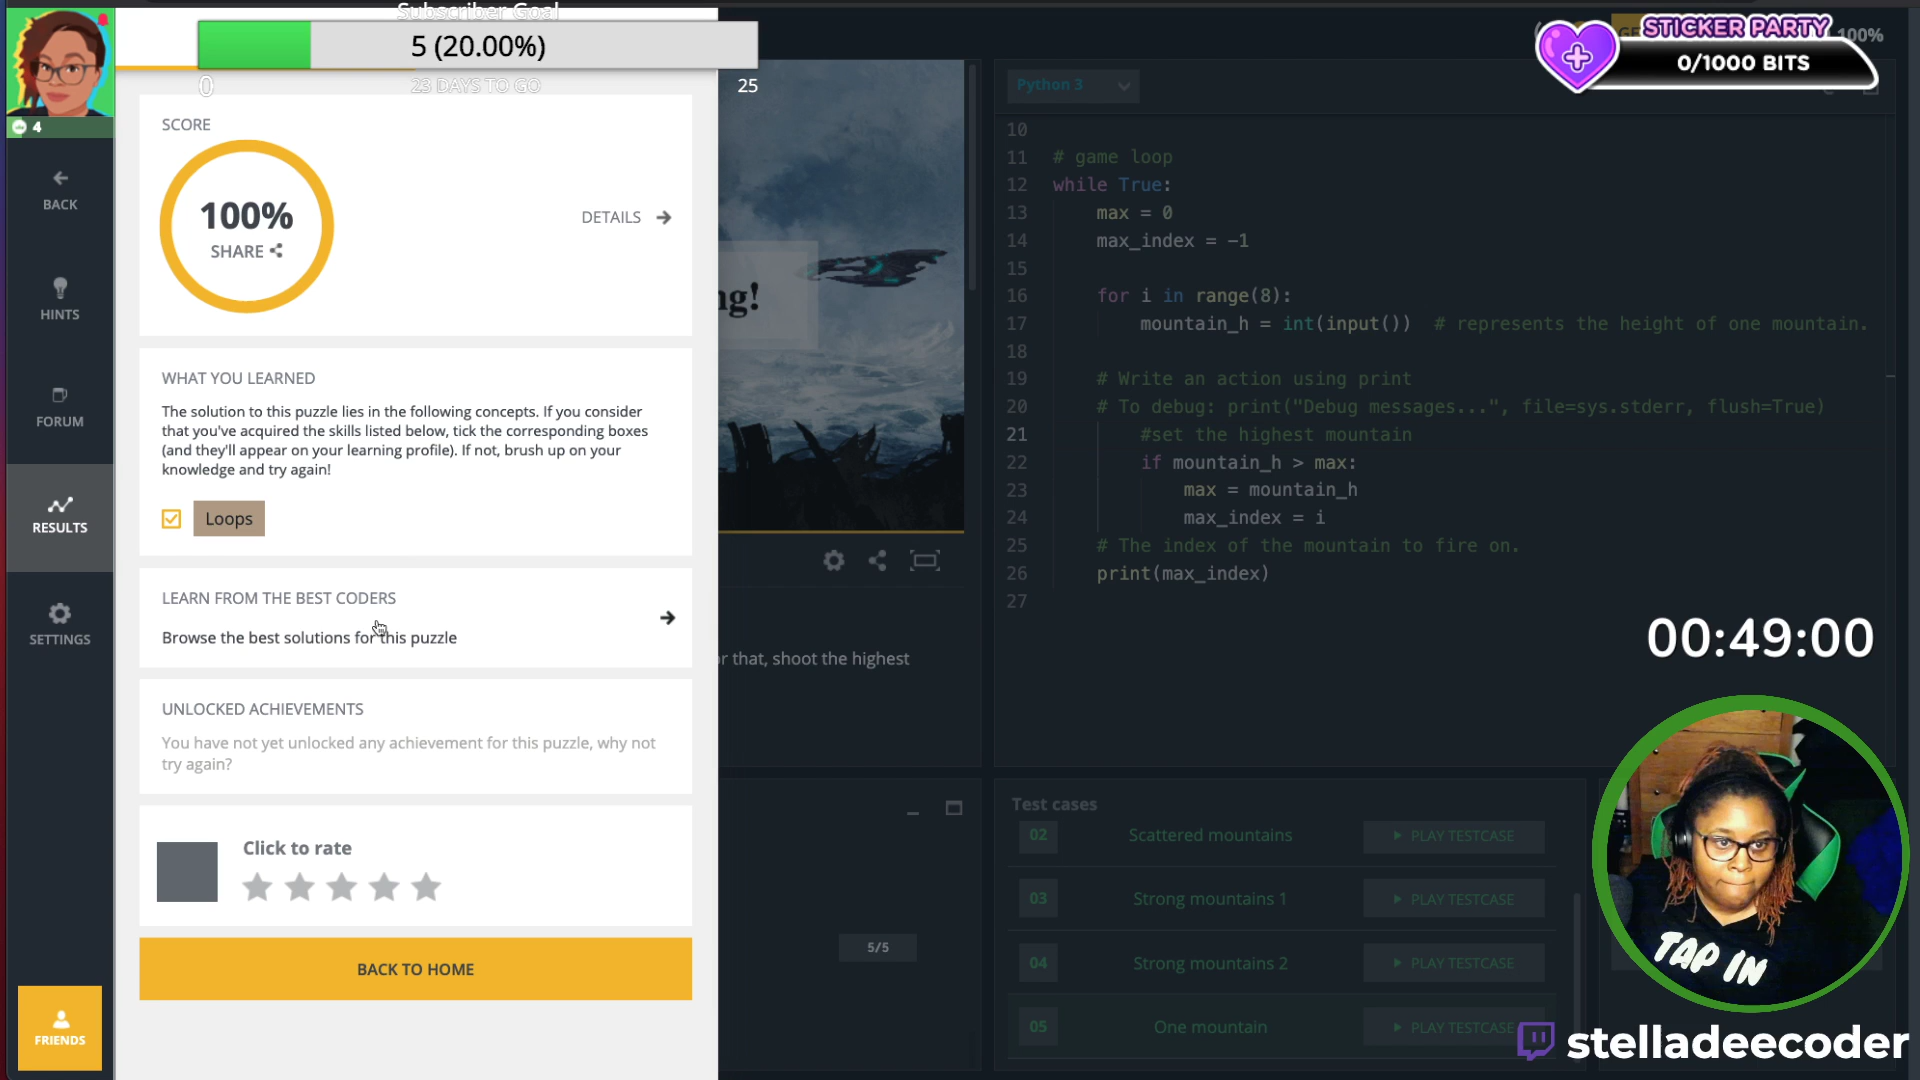 Subscriber Goal
5 (20.00%)
0
23 DAYS TO GO
25
STICKER PARTY
0/1000 BITS
100%
4
BACK
HINTS
FORUM
RESULTS
SETTINGS
FRIENDS
SCORE
100%
SHARE
DETAILS
WHAT YOU LEARNED
The solution to this puzzle lies in the following concepts. If you consider
that you've acquired the skills listed below, tick the corresponding boxes
(and they'll appear on your learning profile). If not, brush up on your
knowledge and try again!
Loops
LEARN FROM THE BEST CODERS
Browse the best solutions for this puzzle
UNLOCKED ACHIEVEMENTS
You have not yet unlocked any achievement for this puzzle, why not
try again?
Click to rate
BACK TO HOME
ng!
or that, shoot the highest
5/5
Python 3
10
11 # game loop
12 while True:
13 max = 0
14 max_index = -1
15
16 for i in range(8):
17 mountain_h = int(input()) # represents the height of one mountain.
18
19 # Write an action using print
20 # To debug: print("Debug messages...", file=sys.stderr, flush=True)
21 #set the highest mountain
22 if mountain_h > max:
23 max = mountain_h
24 max_index = i
25 # The index of the mountain to fire on.
26 print(max_index)
27
00:49:00
Test cases
02 Scattered mountains PLAY TESTCASE
03 Strong mountains 1 PLAY TESTCASE
04 Strong mountains 2 PLAY TESTCASE
05 One mountain PLAY TESTCASE
TAP IN
stelladeecoder